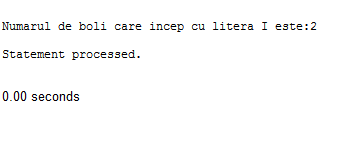 Numarul de boli care incep cu litera I este:2
Statement processed.
0.00 seconds